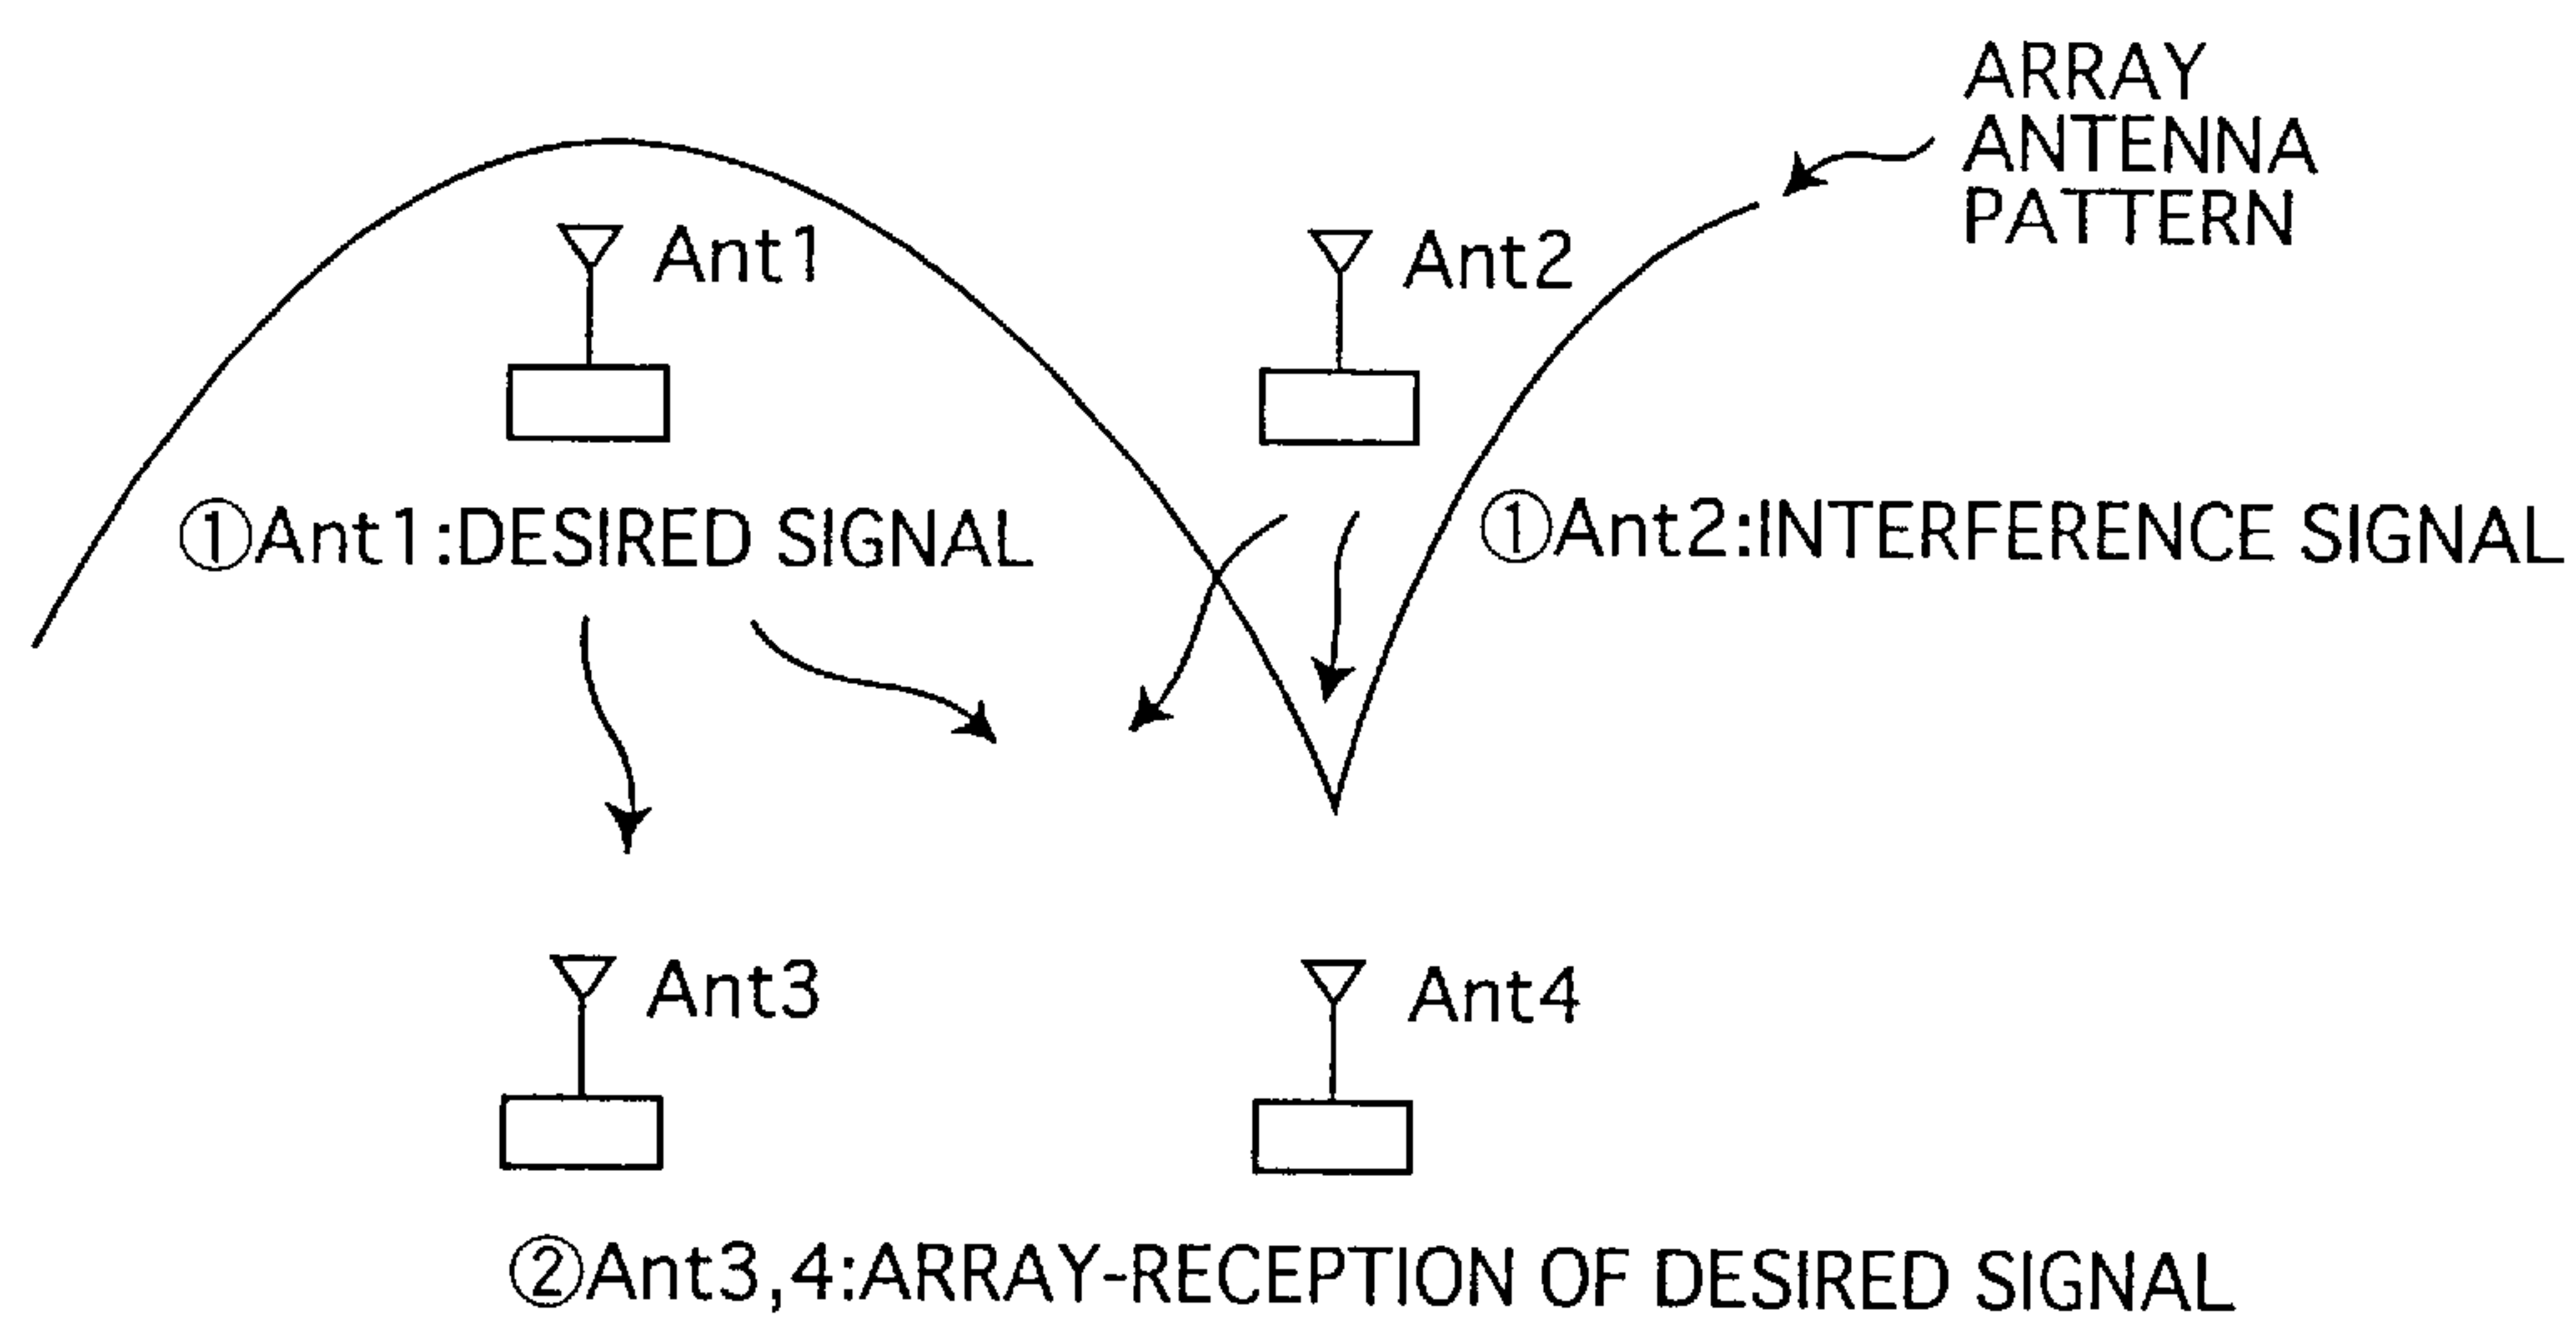 ARRAY
ANTENNA
PATTERN
Ant1
Ant2
①Ant1:DESIRED SIGNAL
①Ant2:INTERFERENCE SIGNAL
Ant3
Ant4
②Ant3,4:ARRAY-RECEPTION OF DESIRED SIGNAL